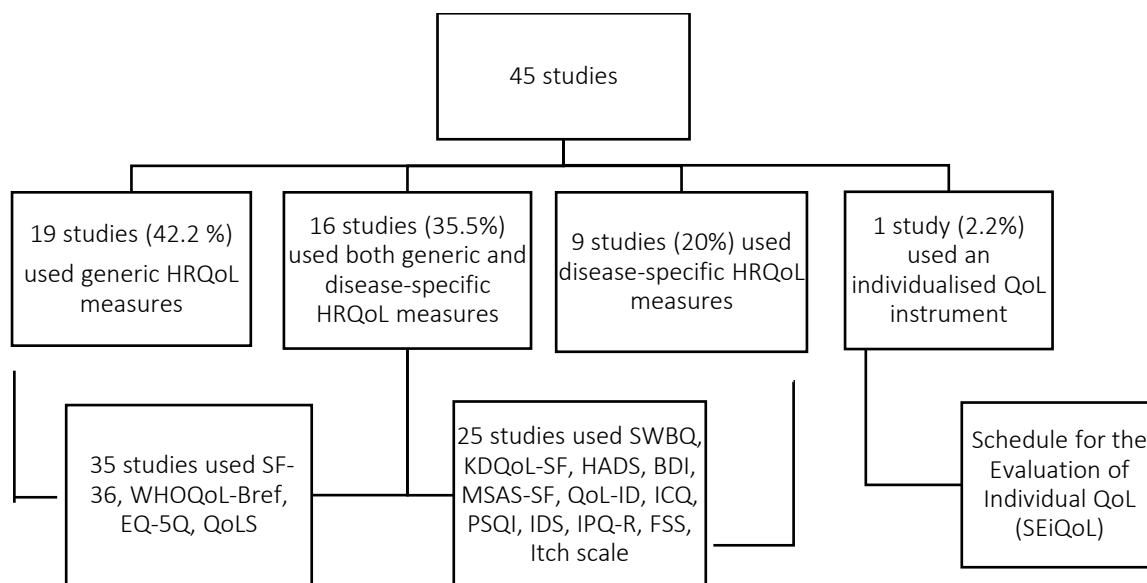 45 studies
19 studies (42.2 %)
used generic HRQoL
measures
16 studies (35.5%)
used both generic and
disease-specific
HRQoL measures
9 studies (20%) used
disease-specific HRQoL
measures
1 study (2.2%)
used an
individualised QoL
instrument
35 studies used SF-
36, WHOQoL-Bref,
EQ-5Q, QoLS
25 studies used SWBQ,
KDQoL-SF, HADS, BDI,
MSAS-SF, QoL-ID, ICQ,
PSQI, IDS, IPQ-R, FSS,
Itch scale
Schedule for the
Evaluation of
Individual QoL
(SEiQoL)